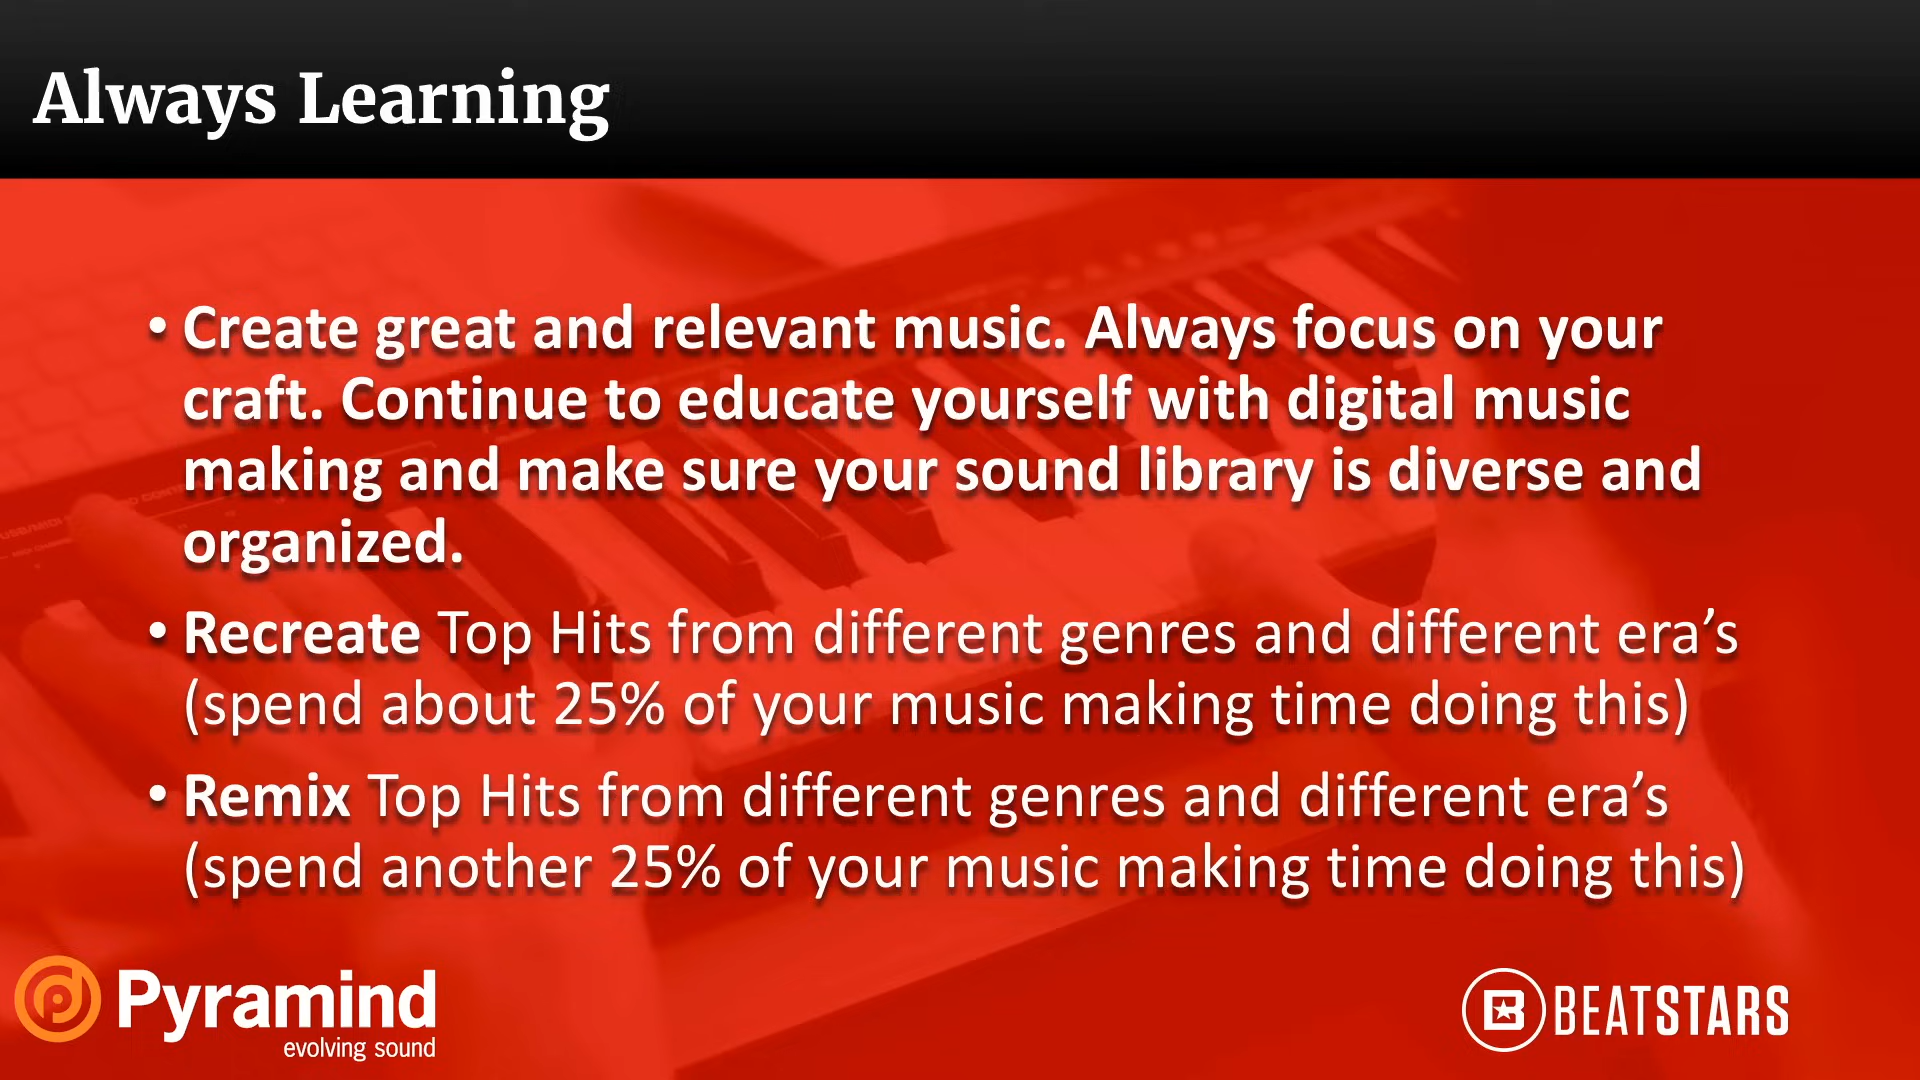 Always Learning
• Create great and relevant music. Always focus on your
craft. Continue to educate yourself with digital music
making and make sure your sound library is diverse and
organized.
• Recreate Top Hits from different genres and different era’s
(spend about 25% of your music making time doing this)
• Remix Top Hits from different genres and different era’s
(spend another 25% of your music making time doing this)
Pyramind
evolving sound
BEATSTARS